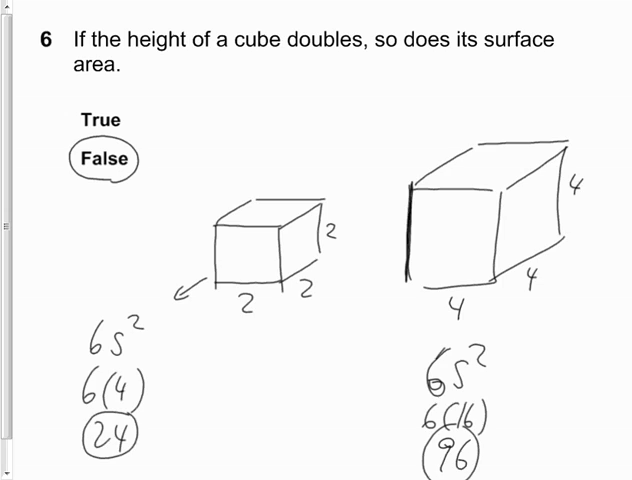 6 If the height of a cube doubles, so does its surface
area.
True
False
2
2
2
4
4
4
6s²
6(4)
24
6s²
6(16)
96